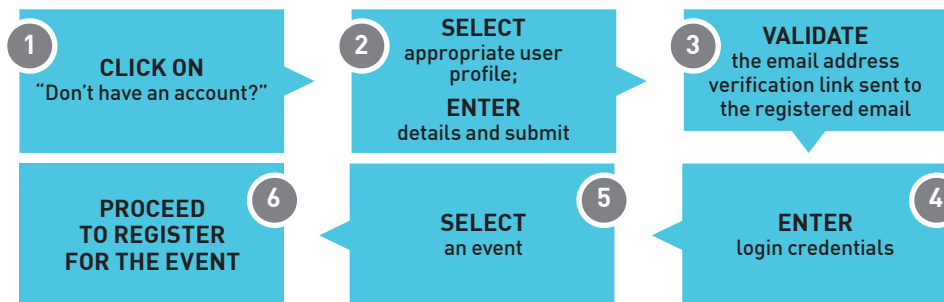 1
CLICK ON
“Don’t have an account?”
2
SELECT
appropriate user
profile;
ENTER
details and submit
3
VALIDATE
the email address
verification link sent to
the registered email
4
ENTER
login credentials
5
SELECT
an event
6
PROCEED
TO REGISTER
FOR THE EVENT